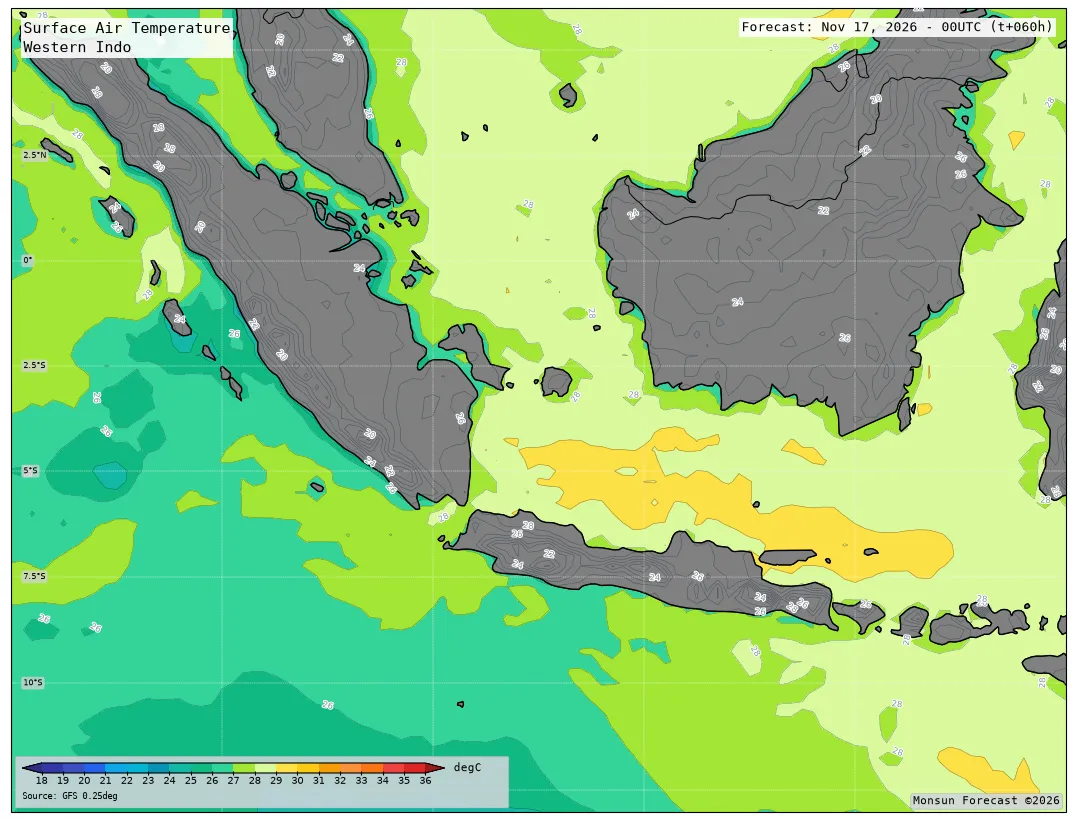 Surface Air Temperature
Western Indo
Forecast: Nov 17, 2026 - 00UTC (t+060h)
2.5°N
0°
2.5°S
5°S
7.5°S
10°S
18 19 20 21 22 23 24 25 26 27 28 29 30 31 32 33 34 35 36 degC
Source: GFS 0.25deg
Monsun Forecast ©2026